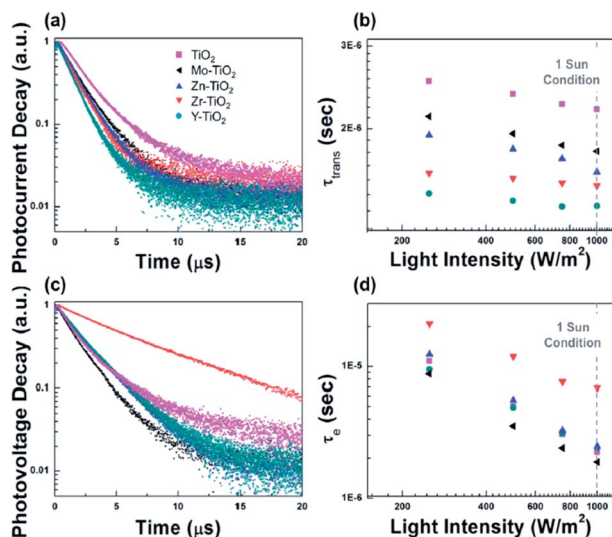 (a)
Photocurrent Decay (a.u.)
1
0.1
0.01
TiO₂
Mo-TiO₂
Zn-TiO₂
Zr-TiO₂
Y-TiO₂
0 5 10 15 20
Time (μs)
(b)
τtrans (sec)
3E-6
2E-6
1 Sun
Condition
200 400 600 800 1000
Light Intensity (W/m²)
(c)
Photovoltage Decay (a.u.)
1
0.1
0.01
0 5 10 15 20
Time (μs)
(d)
τe (sec)
1E-5
1E-6
1 Sun
Condition
200 400 600 800 1000
Light Intensity (W/m²)